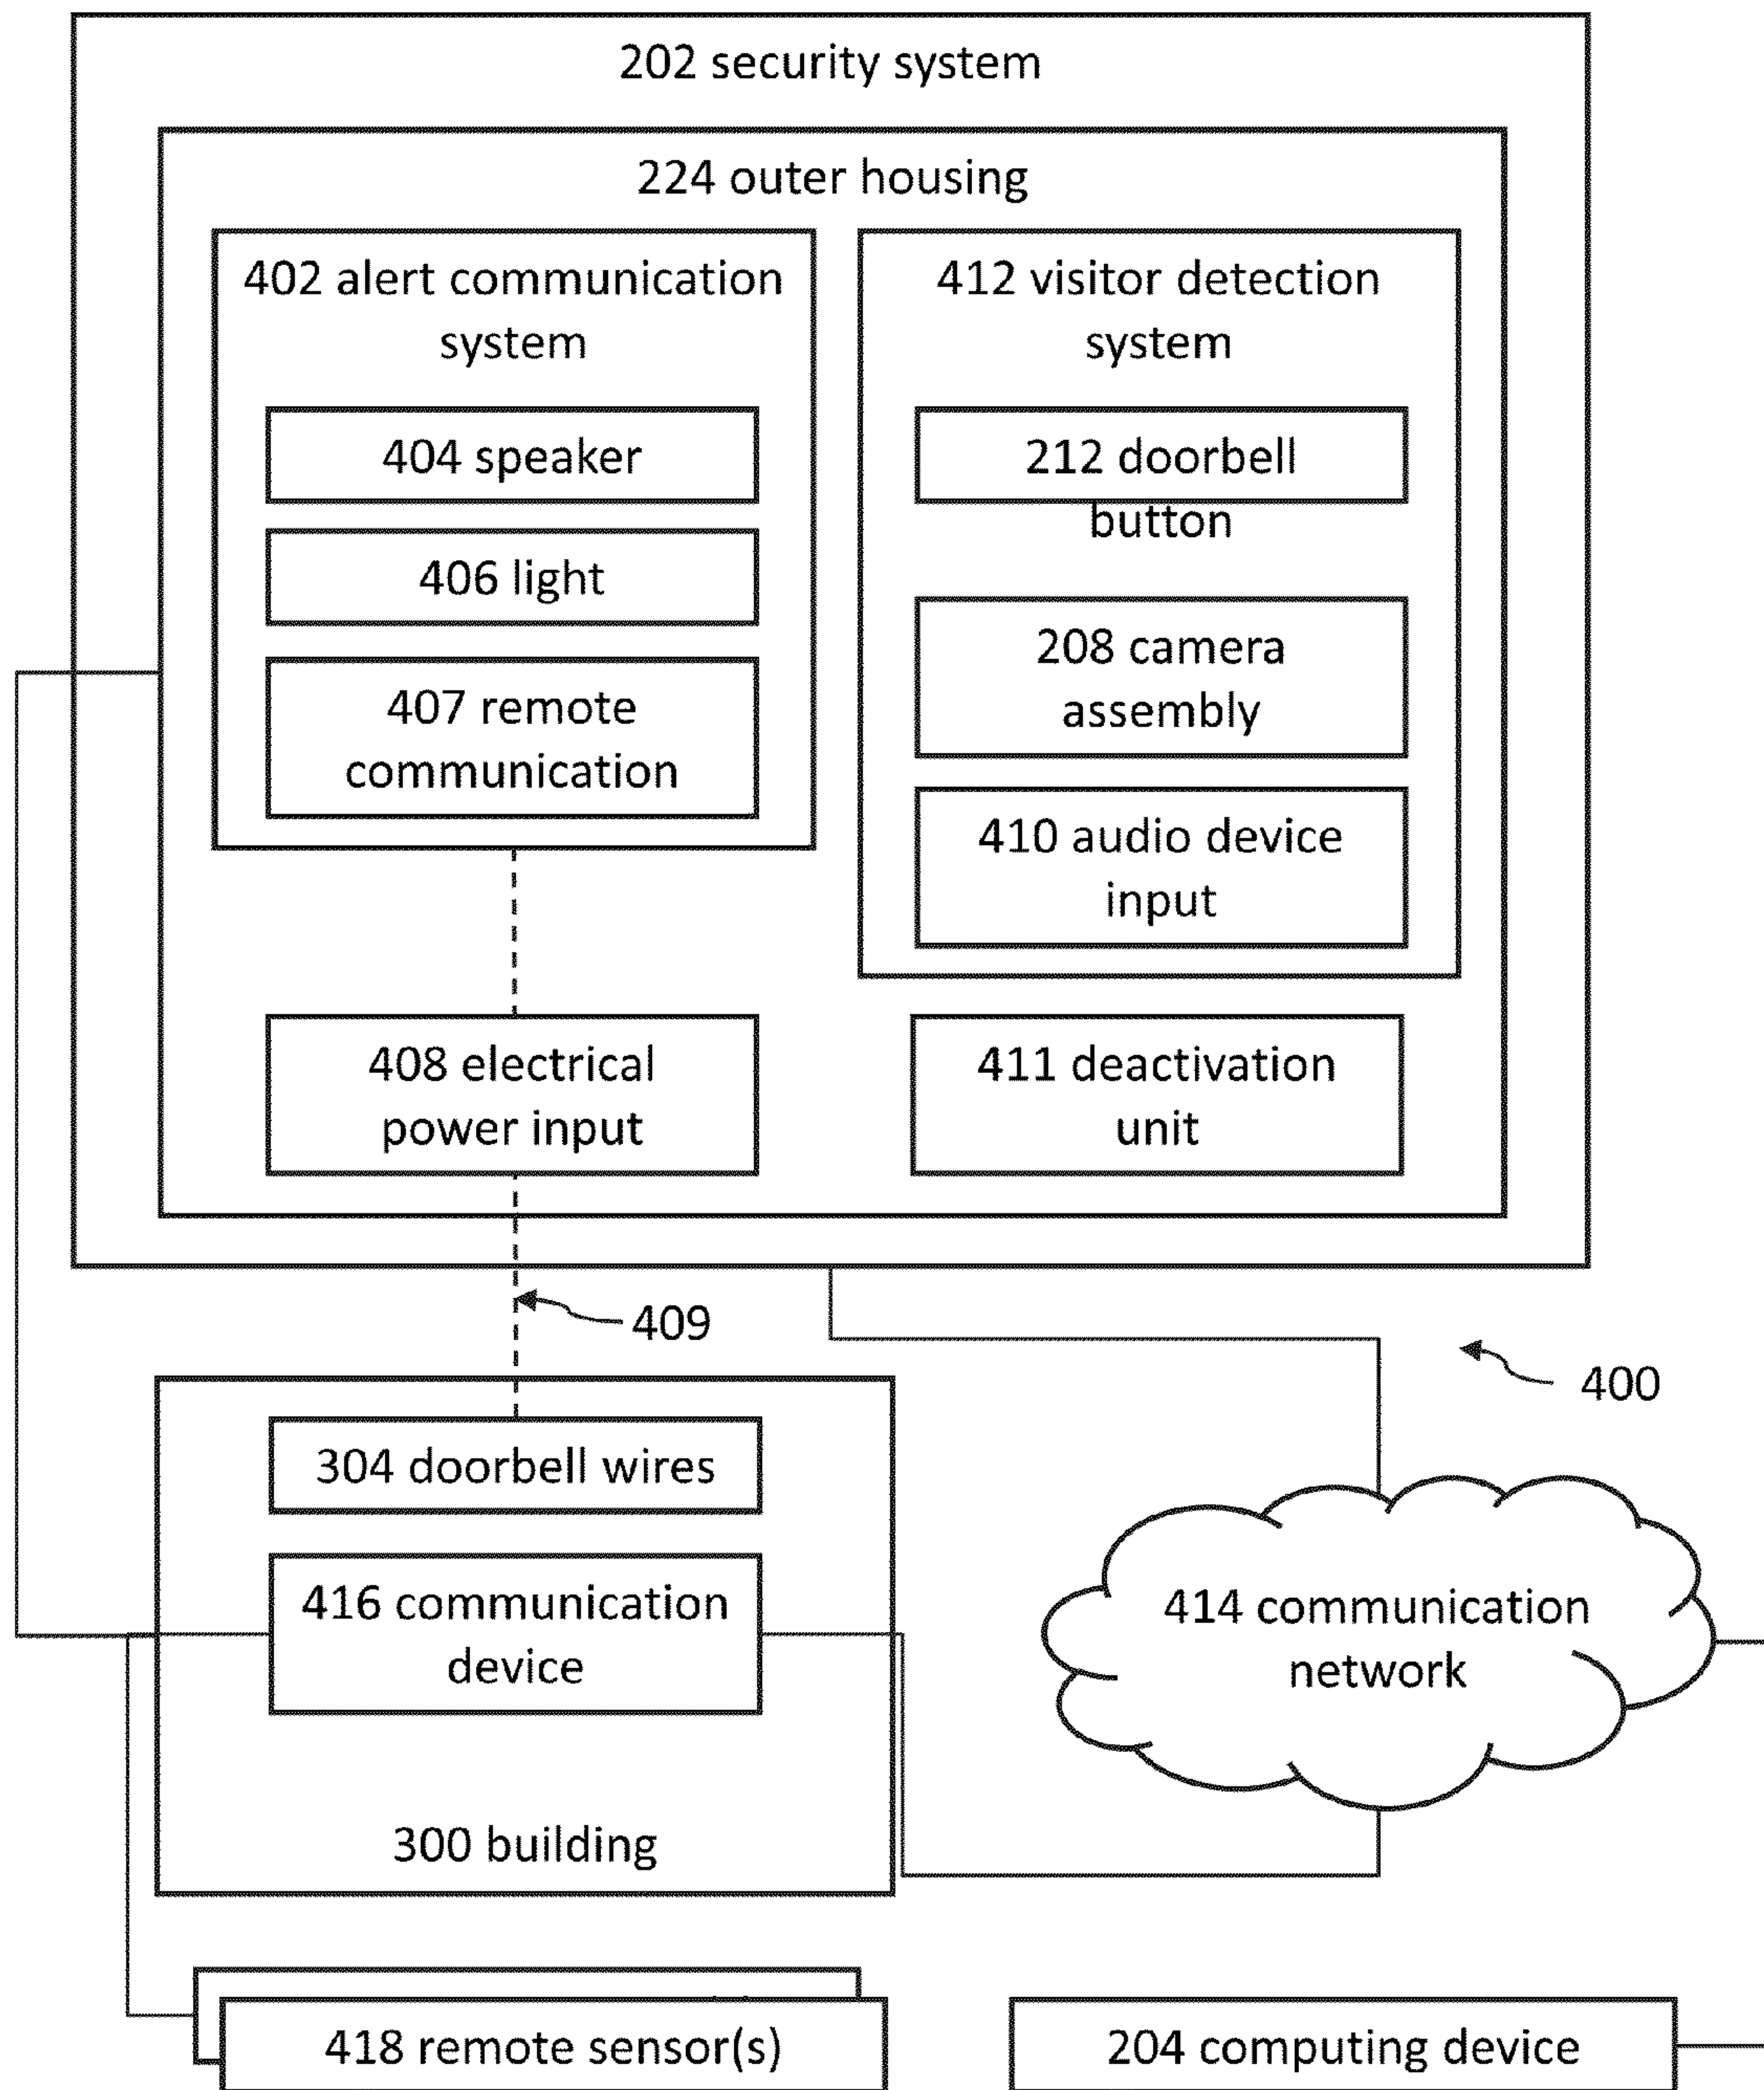 202 security system
224 outer housing
402 alert communication
system
404 speaker
406 light
407 remote
communication
412 visitor detection
system
212 doorbell
button
208 camera
assembly
410 audio device
input
408 electrical
power input
411 deactivation
unit
409
400
304 doorbell wires
416 communication
device
300 building
414 communication
network
418 remote sensor(s)
204 computing device